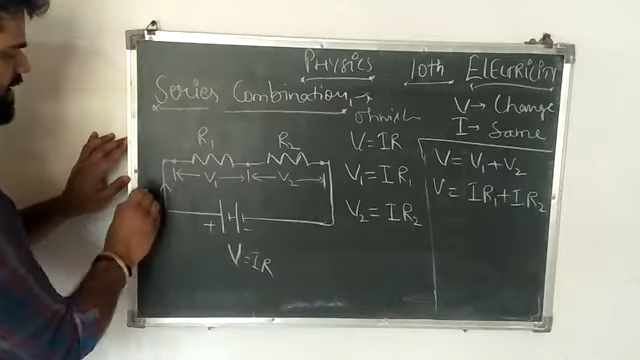 PHYSICS 10th ELECTRICITY
Series Combination →
V → Change
I → Same
R1 R2
V1 V2
+ -
V = IR
V = IR
V1 = IR1
V2 = IR2
V = V1 + V2
V = IR1 + IR2